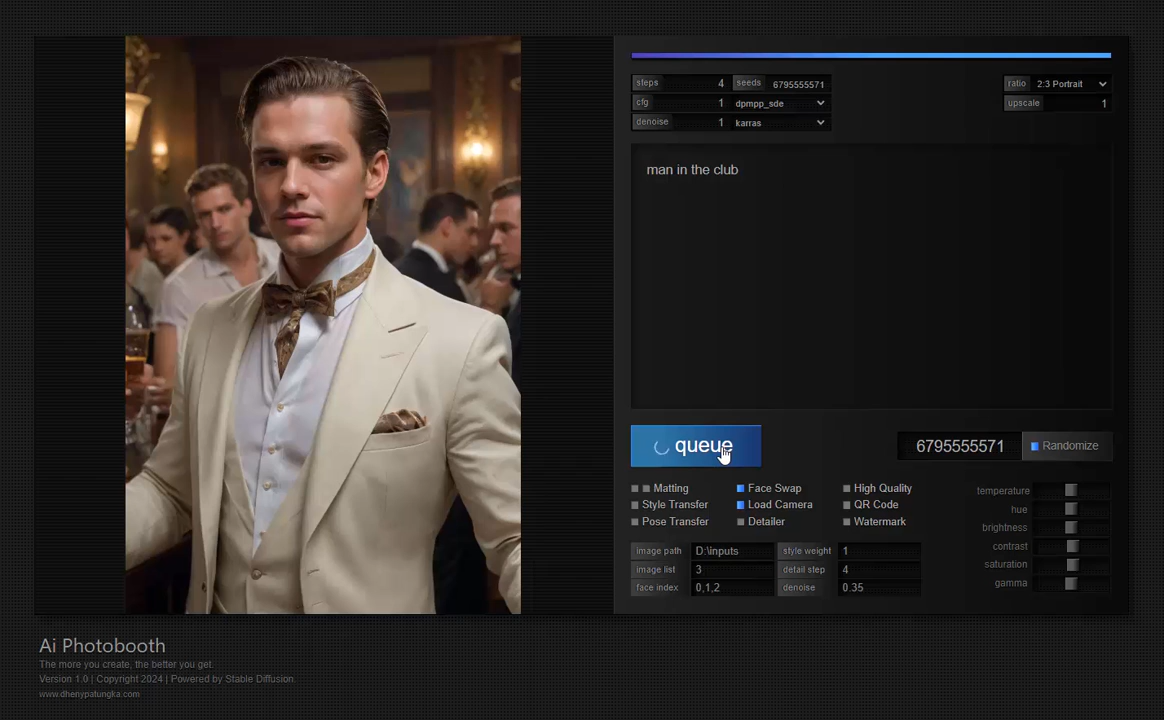 steps 4 seeds 6795555571 ratio 2:3 Portrait
cfg 1 dpmpp_sde upscale 1
denoise 1 karras
man in the club
queue 6795555571 Randomize
Matting Face Swap High Quality temperature
Style Transfer Load Camera QR Code hue
Pose Transfer Detailer Watermark brightness
contrast
image path D:\inputs style weight 1
saturation
image list 3 detail step 4
gamma
face index 0,1,2 denoise 0.35
Ai Photobooth
The more you create, the better you get.
Version 1.0 | Copyright 2024 | Powered by Stable Diffusion.
www.dhenypatungka.com